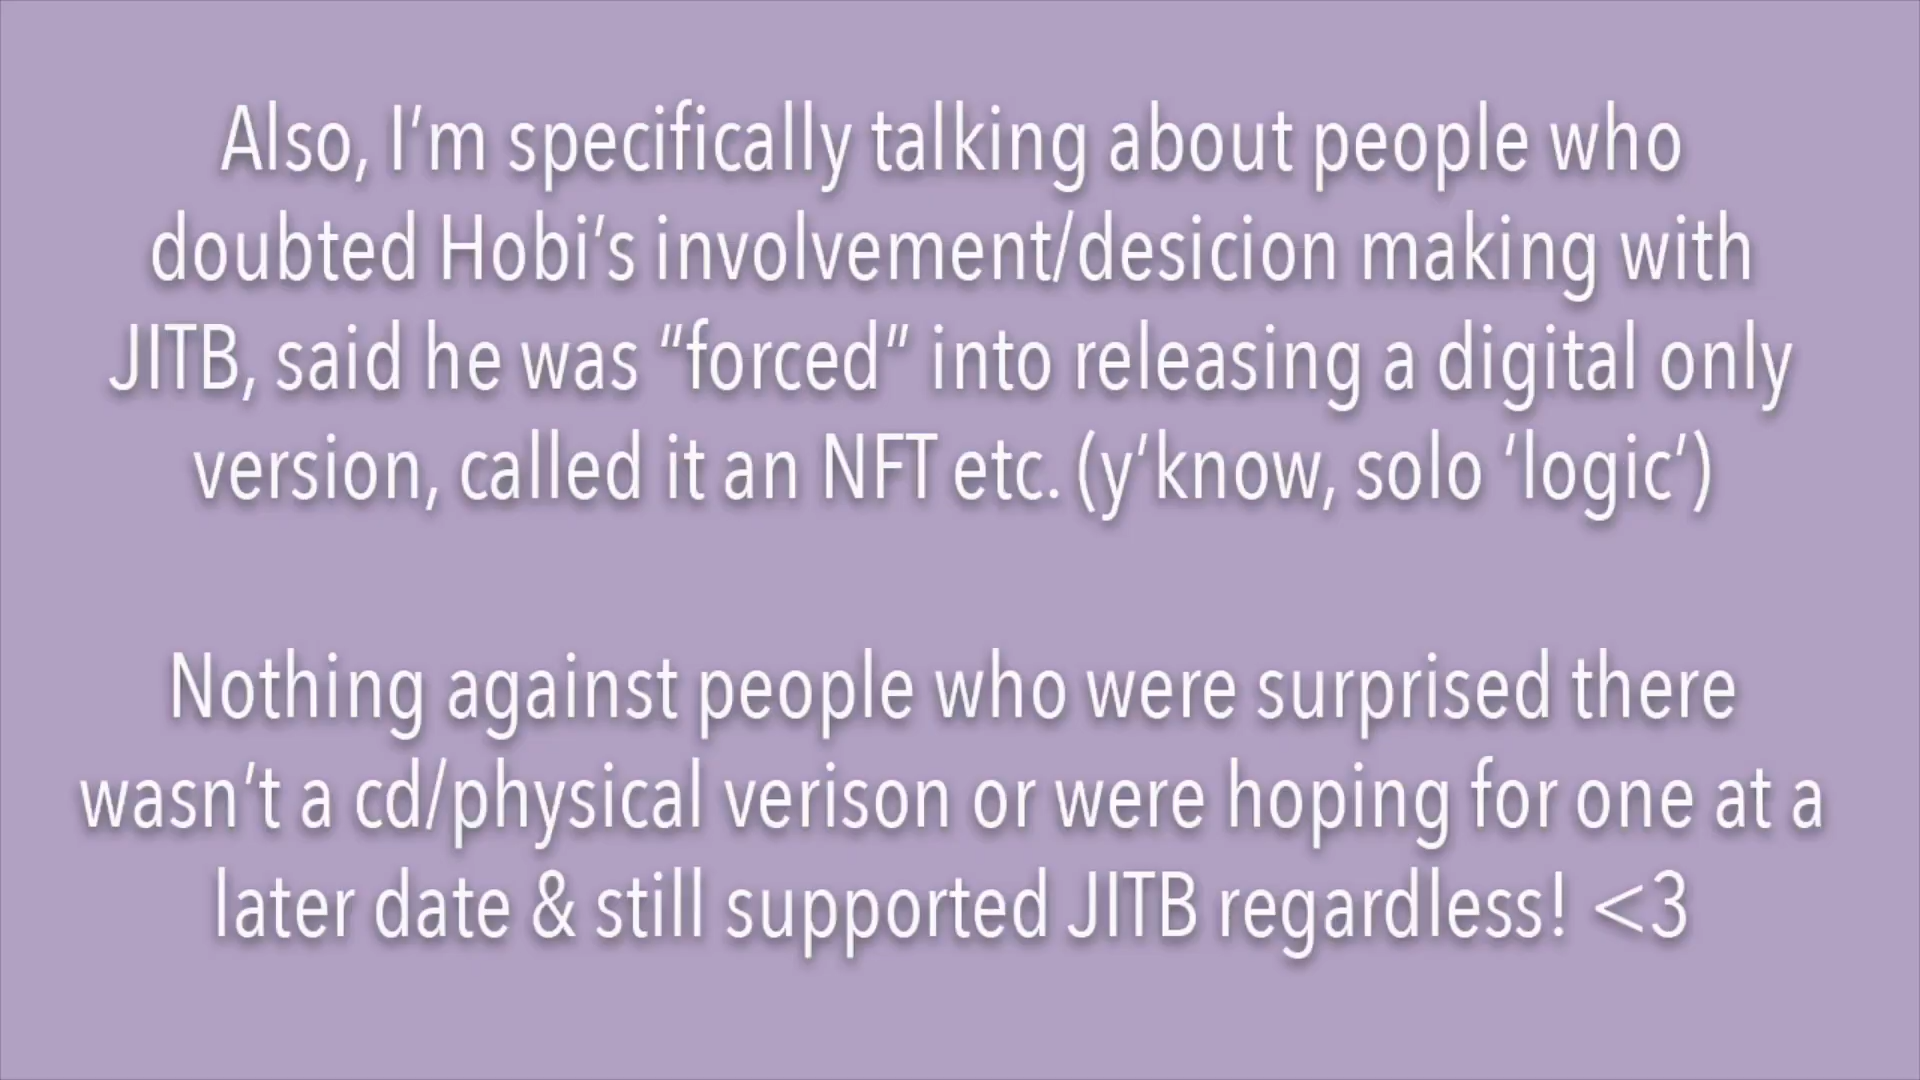 Also, I'm specifically talking about people who
doubted Hobi's involvement/desicion making with
JITB, said he was "forced" into releasing a digital only
version, called it an NFT etc. (y'know, solo 'logic')
Nothing against people who were surprised there
wasn't a cd/physical verison or were hoping for one at a
later date & still supported JITB regardless! <3